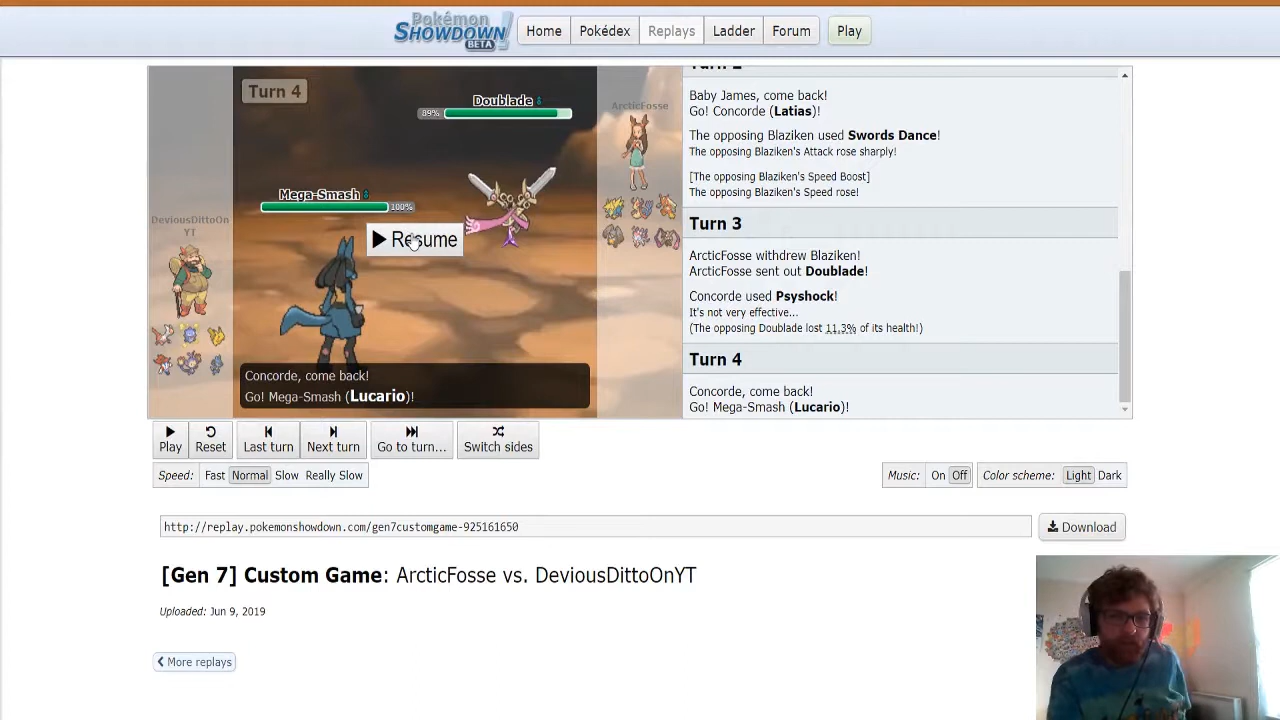 Pokémon
SHOWDOWN!
BETA
Home
Pokédex
Replays
Ladder
Forum
Play
Turn 4
Doublade
89%
ArcticFosse
Mega-Smash
100%
DeviousDittoOn
YT
Resume
Concorde, come back!
Go! Mega-Smash (Lucario)!
Baby James, come back!
Go! Concorde (Latias)!
The opposing Blaziken used Swords Dance!
The opposing Blaziken's Attack rose sharply!
[The opposing Blaziken's Speed Boost]
The opposing Blaziken's Speed rose!
Turn 3
ArcticFosse withdrew Blaziken!
ArcticFosse sent out Doublade!
Concorde used Psyshock!
It's not very effective...
(The opposing Doublade lost 11.3% of its health!)
Turn 4
Concorde, come back!
Go! Mega-Smash (Lucario)!
Play
Reset
Last turn
Next turn
Go to turn...
Switch sides
Speed: Fast Normal Slow Really Slow
Music: On Off
Color scheme: Light Dark
http://replay.pokemonshowdown.com/gen7customgame-925161650
Download
[Gen 7] Custom Game: ArcticFosse vs. DeviousDittoOnYT
Uploaded: Jun 9, 2019
More replays